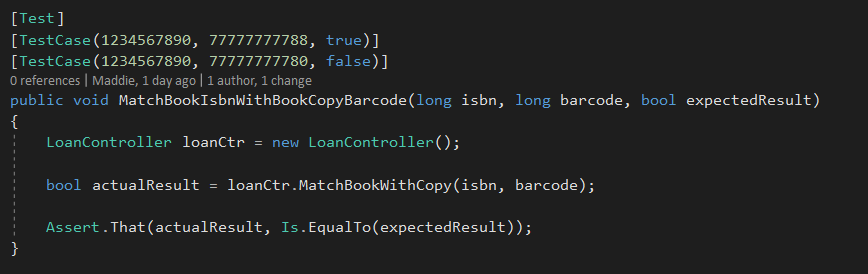 [Test]
[TestCase(1234567890, 77777777788, true)]
[TestCase(1234567890, 77777777780, false)]
0 references | Maddie, 1 day ago | 1 author, 1 change
public void MatchBookIsbnWithBookCopyBarcode(long isbn, long barcode, bool expectedResult)
{
LoanController loanCtr = new LoanController();
bool actualResult = loanCtr.MatchBookWithCopy(isbn, barcode);
Assert.That(actualResult, Is.EqualTo(expectedResult));
}